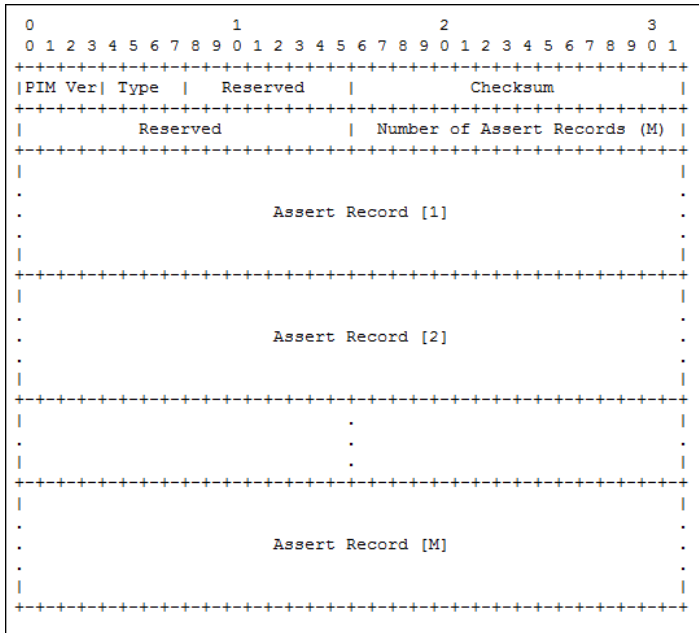 0 1 2 3
0 1 2 3 4 5 6 7 8 9 0 1 2 3 4 5 6 7 8 9 0 1 2 3 4 5 6 7 8 9 0 1
+-+-+-+-+-+-+-+-+-+-+-+-+-+-+-+-+-+-+-+-+-+-+-+-+-+-+-+-+-+-+-+-+
|PIM Ver| Type | Reserved | Checksum |
+-+-+-+-+-+-+-+-+-+-+-+-+-+-+-+-+-+-+-+-+-+-+-+-+-+-+-+-+-+-+-+-+
| Reserved | Number of Assert Records (M) |
+-+-+-+-+-+-+-+-+-+-+-+-+-+-+-+-+-+-+-+-+-+-+-+-+-+-+-+-+-+-+-+-+
| |
. .
. Assert Record [1] .
. .
| |
+-+-+-+-+-+-+-+-+-+-+-+-+-+-+-+-+-+-+-+-+-+-+-+-+-+-+-+-+-+-+-+-+
| |
. .
. Assert Record [2] .
. .
| |
+-+-+-+-+-+-+-+-+-+-+-+-+-+-+-+-+-+-+-+-+-+-+-+-+-+-+-+-+-+-+-+-+
| . |
. . .
| . |
+-+-+-+-+-+-+-+-+-+-+-+-+-+-+-+-+-+-+-+-+-+-+-+-+-+-+-+-+-+-+-+-+
| |
. .
. Assert Record [M] .
. .
| |
+-+-+-+-+-+-+-+-+-+-+-+-+-+-+-+-+-+-+-+-+-+-+-+-+-+-+-+-+-+-+-+-+